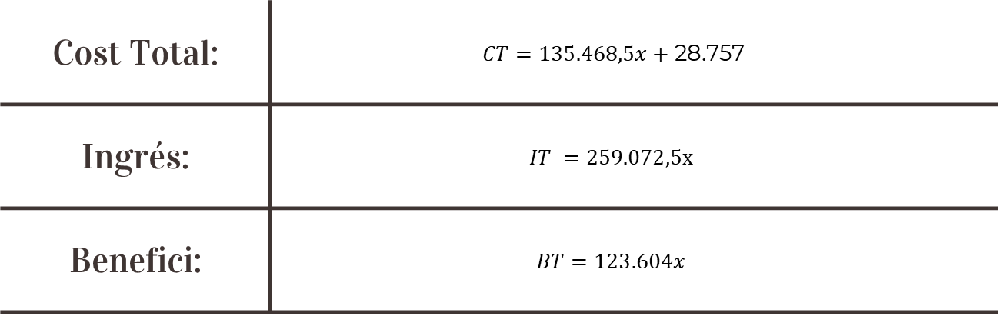 Cost Total:
CT = 135.468,5x + 28.757
Ingrés:
IT = 259.072,5x
Benefici:
BT = 123.604x